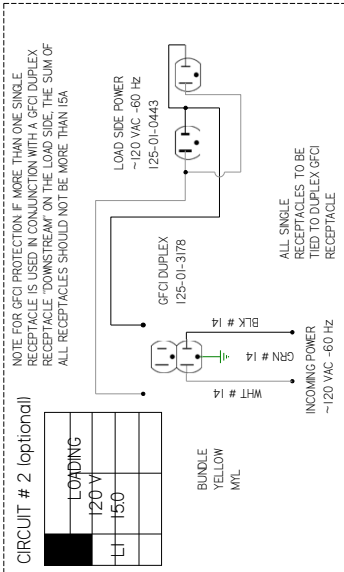 CIRCUIT # 2 (optional)
NOTE FOR GFCI PROTECTION: IF MORE THAN ONE SINGLE
RECEPTACLE IS USED IN CONJUNCTION WITH A GFCI DUPLEX
RECEPTACLE "DOWNSTREAM" ON THE LOAD SIDE, THE SUM OF
ALL RECEPTACLES SHOULD NOT BE MORE THAN 15A
LOADING
120 V
L1 15.0
BUNDLE
YELLOW
MYL
GFCI DUPLEX
125-01-3178
LOAD SIDE POWER
~120 VAC -60 Hz
125-01-0443
WHT # 14
GRN # 14
BLK # 14
INCOMING POWER
~120 VAC -60 Hz
ALL SINGLE
RECEPTACLES TO BE
TIED TO DUPLEX GFCI
RECEPTACLE